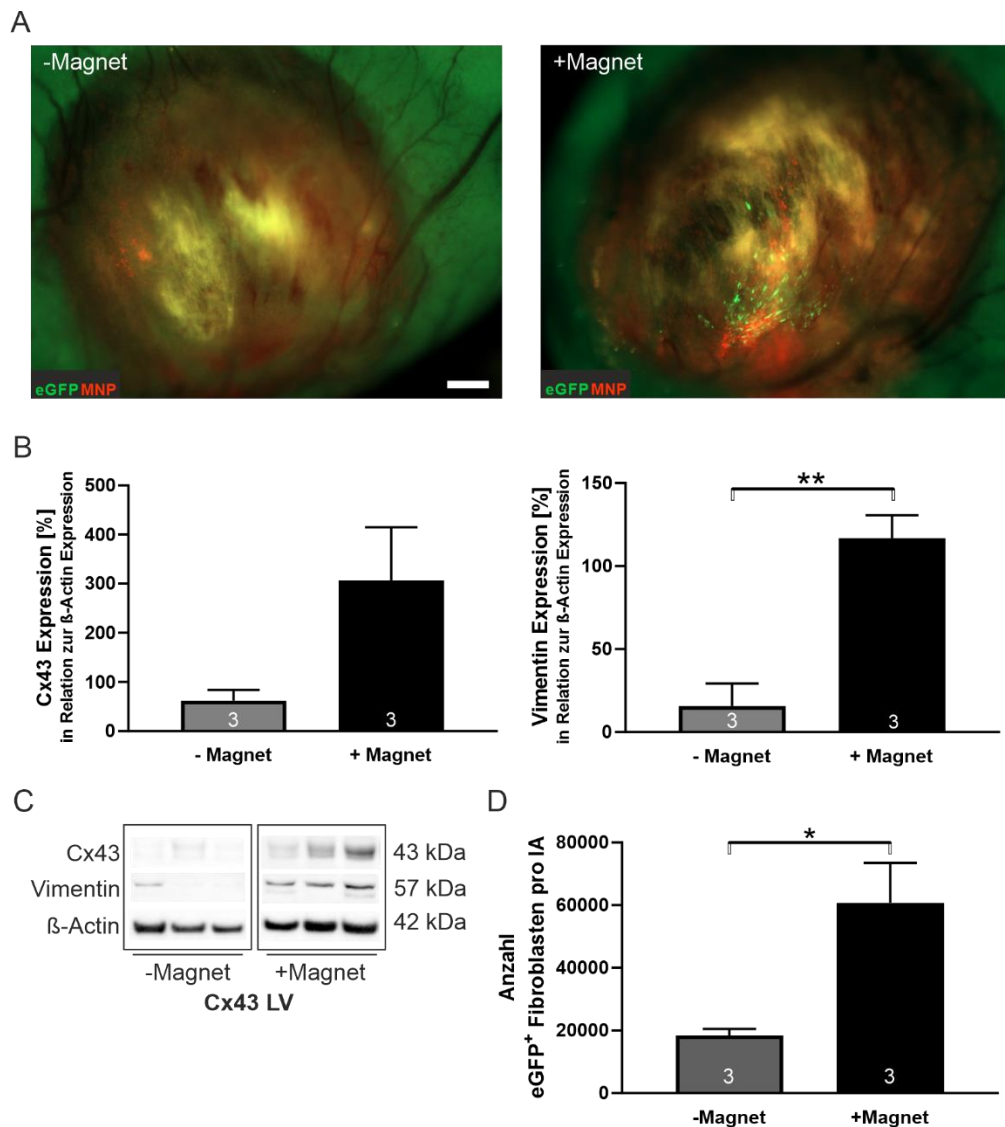 A
-Magnet
eGFP MNP
+Magnet
eGFP MNP
B
Cx43 Expression [%]
in Relation zur ß-Actin Expression
500
400
300
200
100
0
3
3
- Magnet
+ Magnet
Vimentin Expression [%]
in Relation zur ß-Actin Expression
150
100
50
0
**
3
3
- Magnet
+ Magnet
C
Cx43
Vimentin
ß-Actin
43 kDa
57 kDa
42 kDa
-Magnet
+Magnet
Cx43 LV
D
Anzahl
eGFP⁺ Fibroblasten pro IA
80000
60000
40000
20000
0
*
3
3
-Magnet
+Magnet